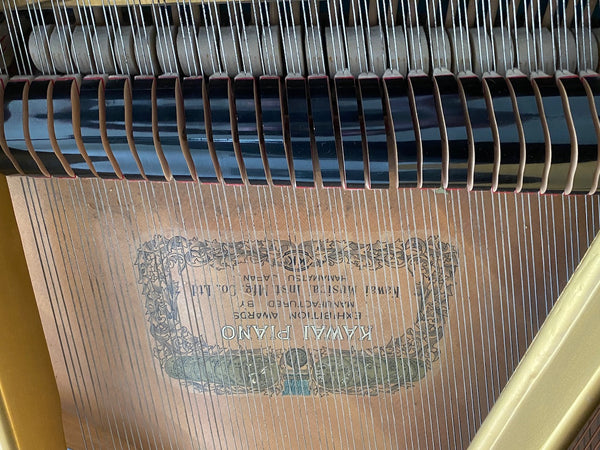 KAWAI PIANO
EXHIBITION AWARDS
MANUFACTURED BY
Kawai Musical Inst. Mfg. Co., Ltd.
HAMAMATSU JAPAN